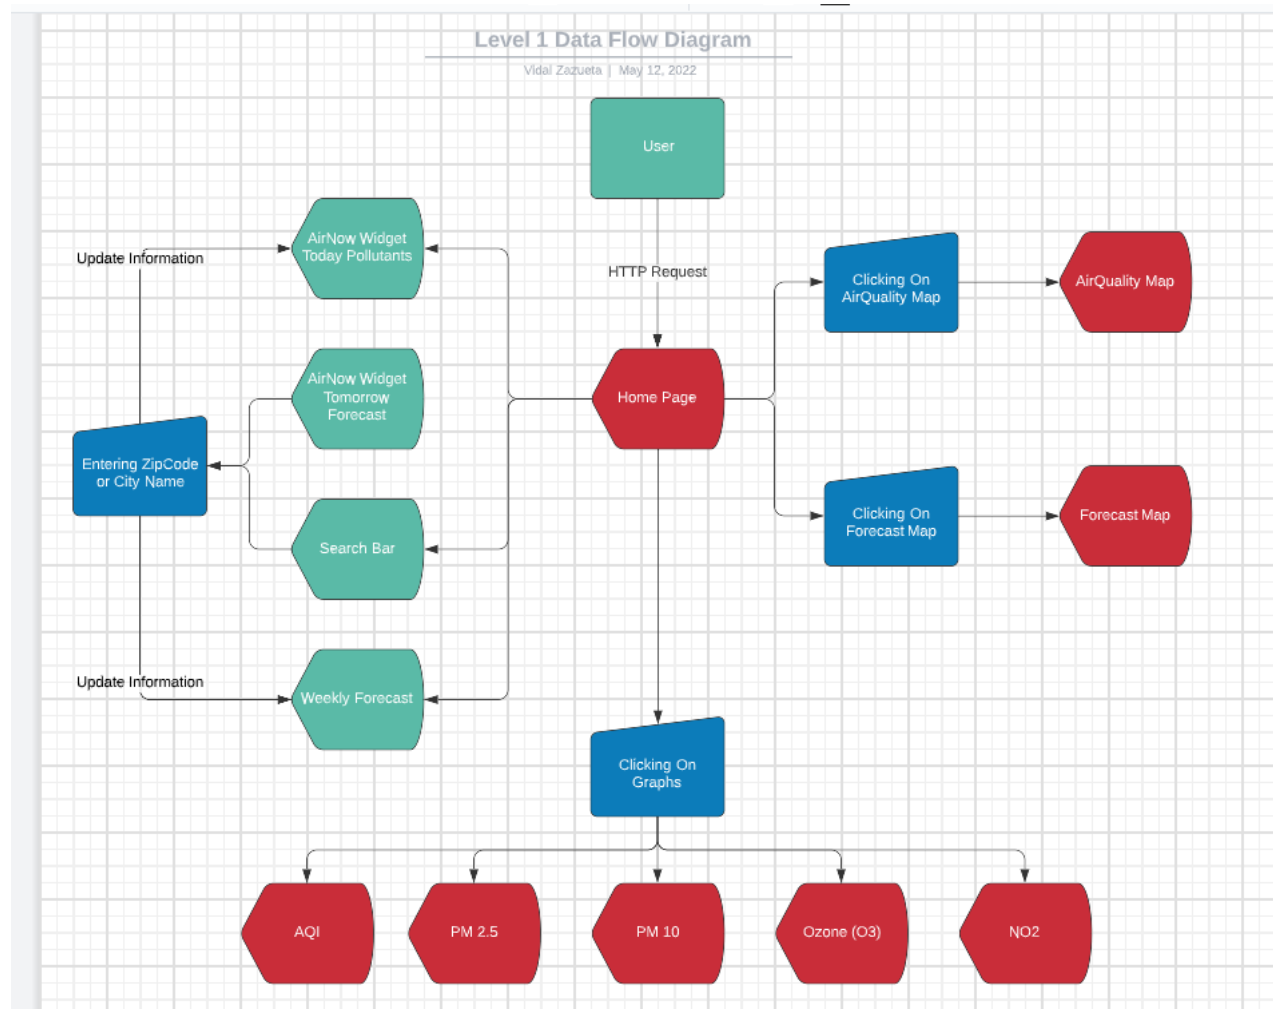 Level 1 Data Flow Diagram
Vidal Zazueta | May 12, 2022
User
AirNow Widget
Today Pollutants
Update Information
HTTP Request
Clicking On
AirQuality Map
AirQuality Map
AirNow Widget
Tomorrow
Forecast
Home Page
Entering ZipCode
or City Name
Search Bar
Clicking On
Forecast Map
Forecast Map
Update Information
Weekly Forecast
Clicking On
Graphs
AQI
PM 2.5
PM 10
Ozone (O3)
NO2